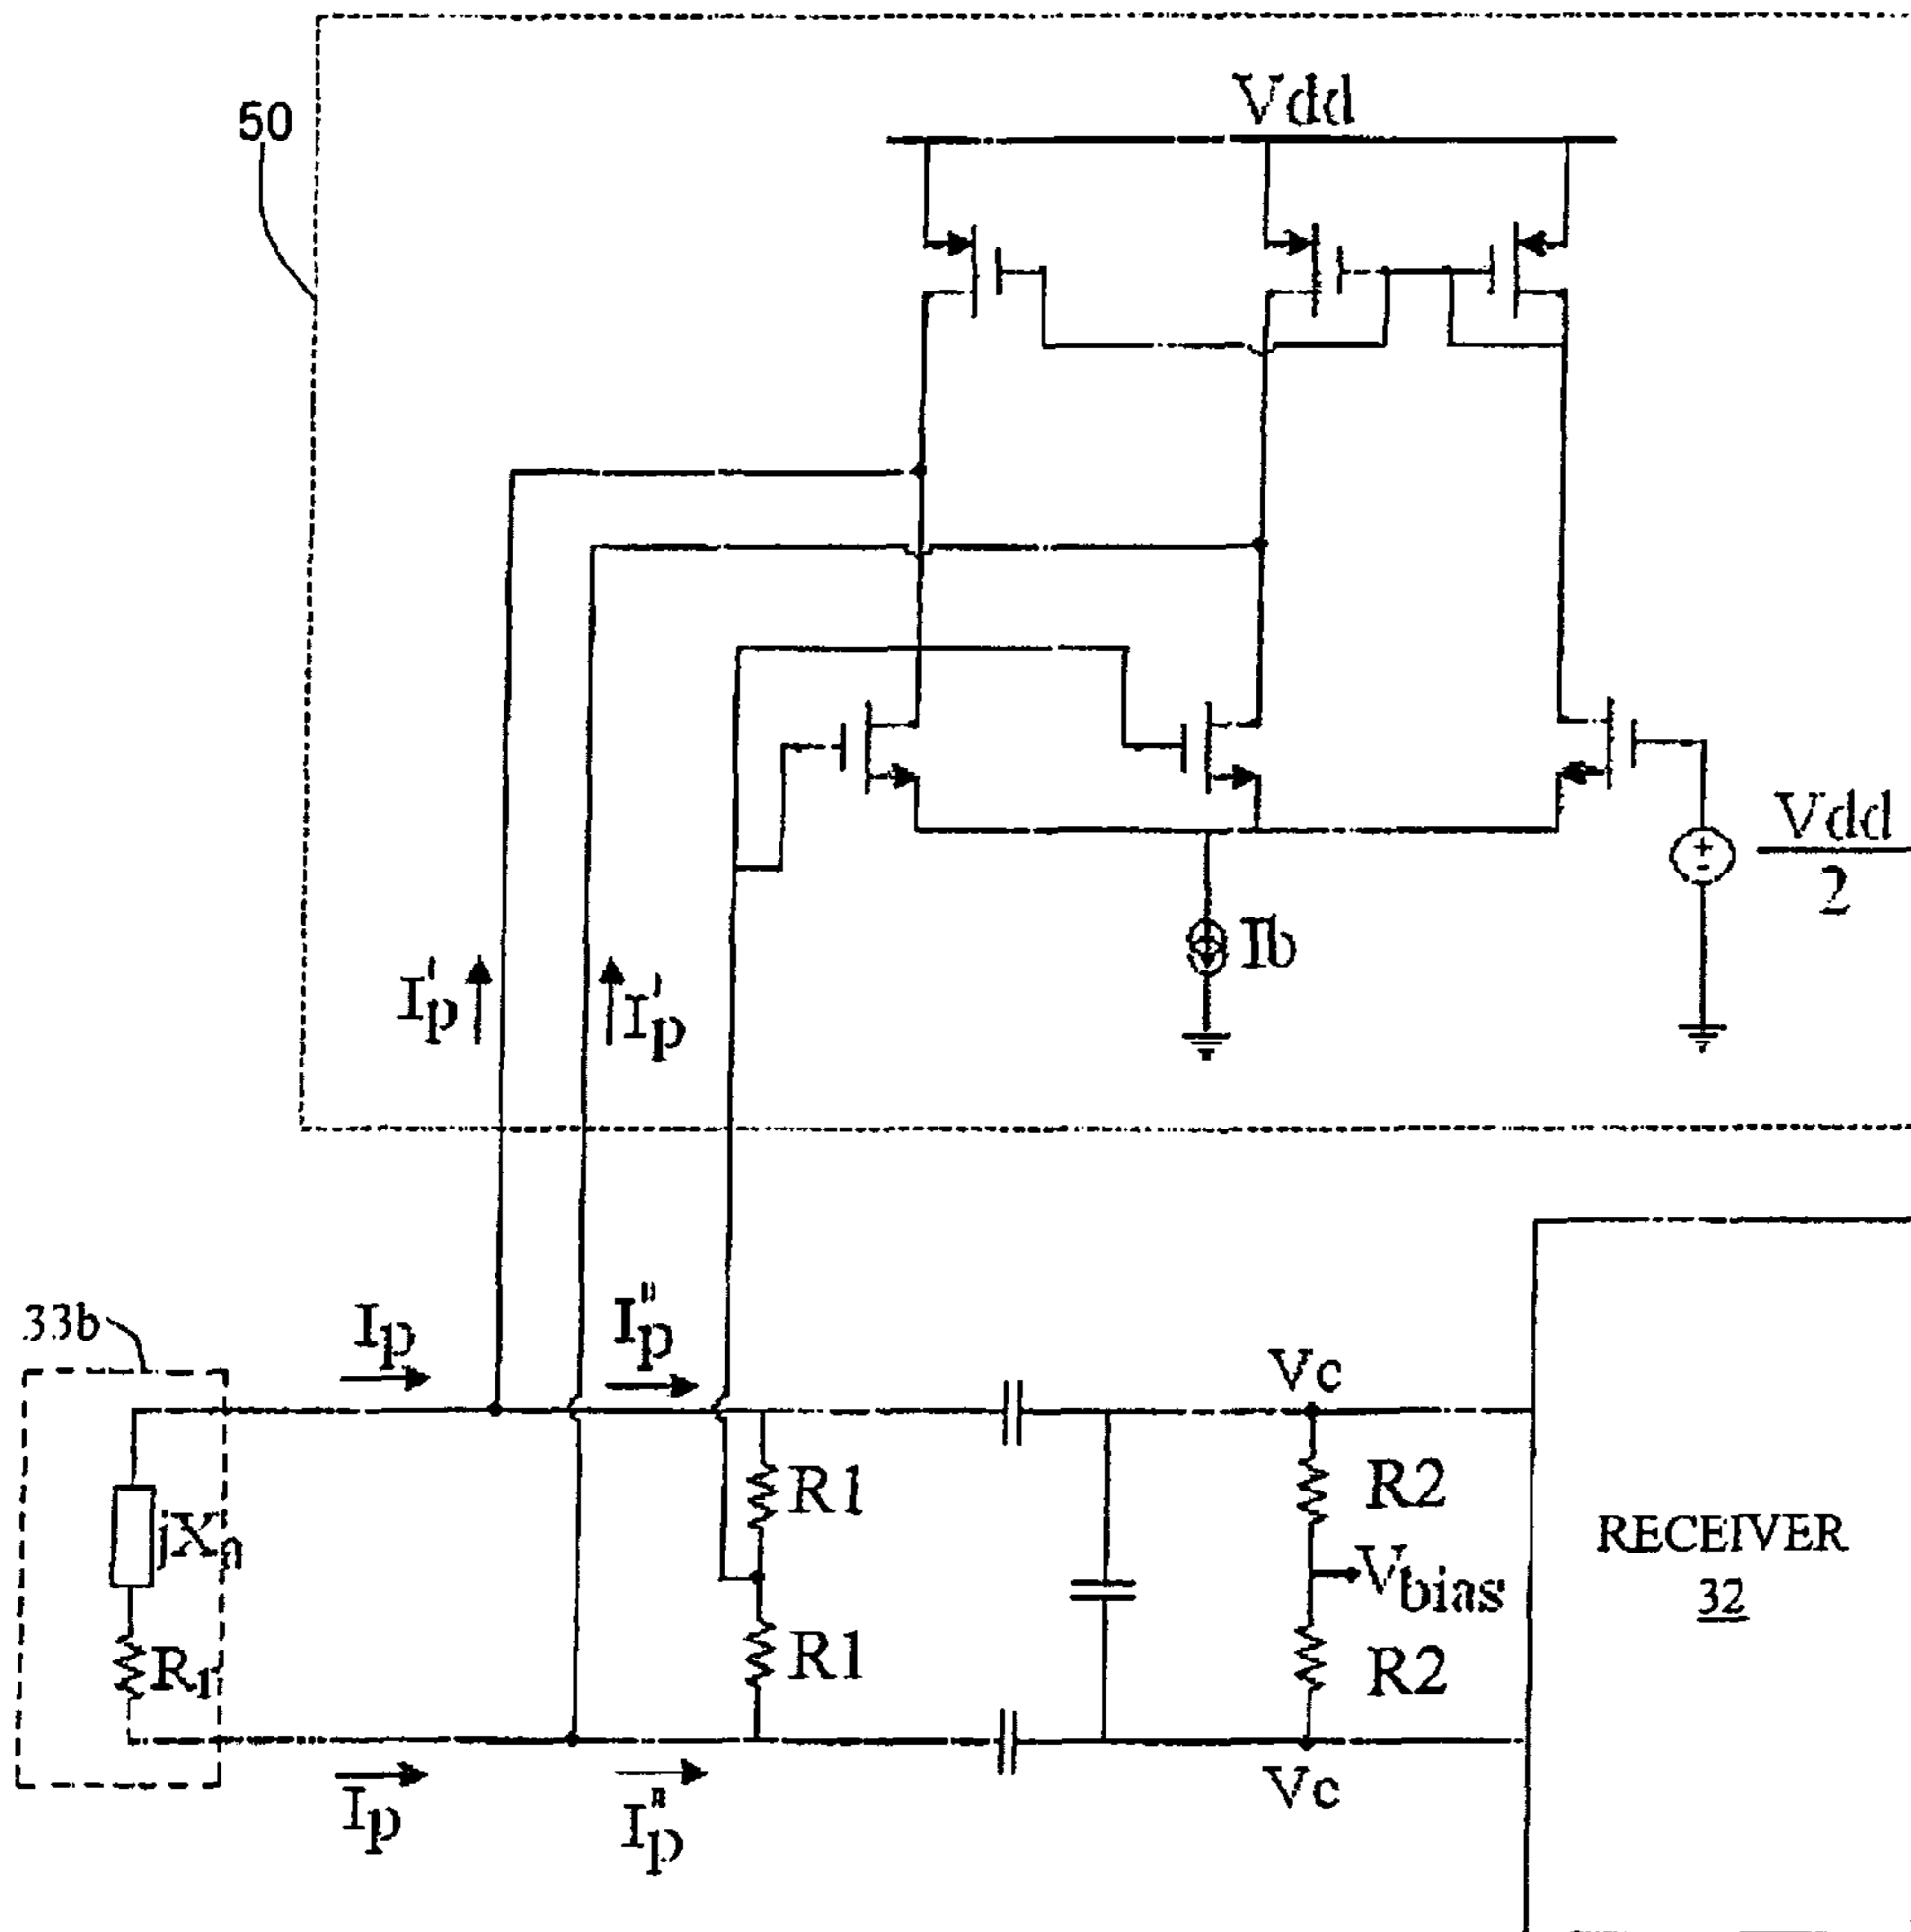 50
Vdd
Vdd
2
Ib
I'p
I'p
33b
Ip
I"p
Vc
jXn
R1
R2
RECEIVER
Vbias
32
R1
R1
R2
Ip
I"p
Vc